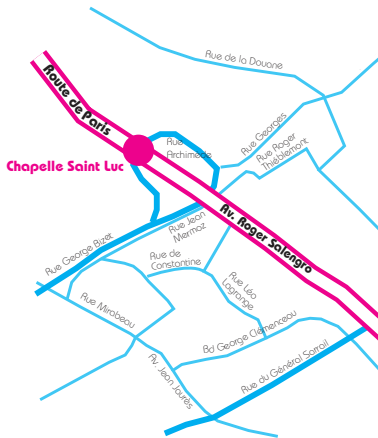 Rue de la Douane
Route de Paris
Rue Georges
Rue
Archimède
Rue Roger
Thiéblemont
Chapelle Saint Luc
Av. Roger Salengro
Rue Jean
Mermoz
Rue George Bizet
Rue de
Constantine
Rue Léo
Lagrange
Rue Mirabeau
Bd George Clémenceau
Av. Jean Jaurès
Rue du Général Sarrail